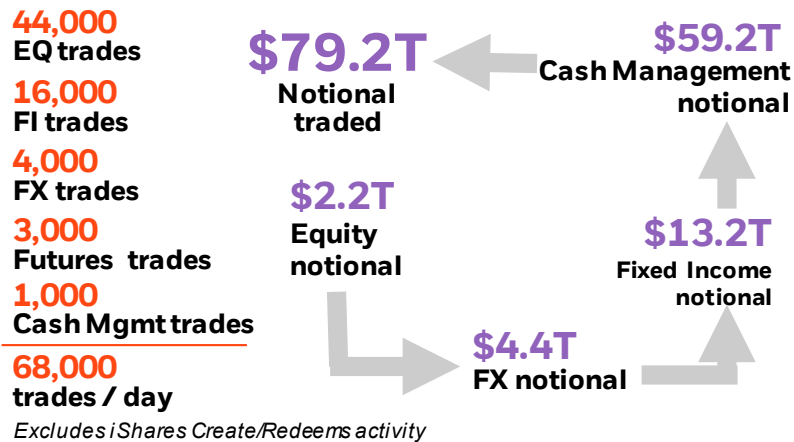 44,000
EQ trades
16,000
FI trades
4,000
FX trades
3,000
Futures trades
1,000
Cash Mgmt trades
68,000
trades / day
$79.2T
Notional
traded
$59.2T
Cash Management
notional
$2.2T
Equity
notional
$13.2T
Fixed Income
notional
$4.4T
FX notional
Excludes iShares Create/Redeems activity